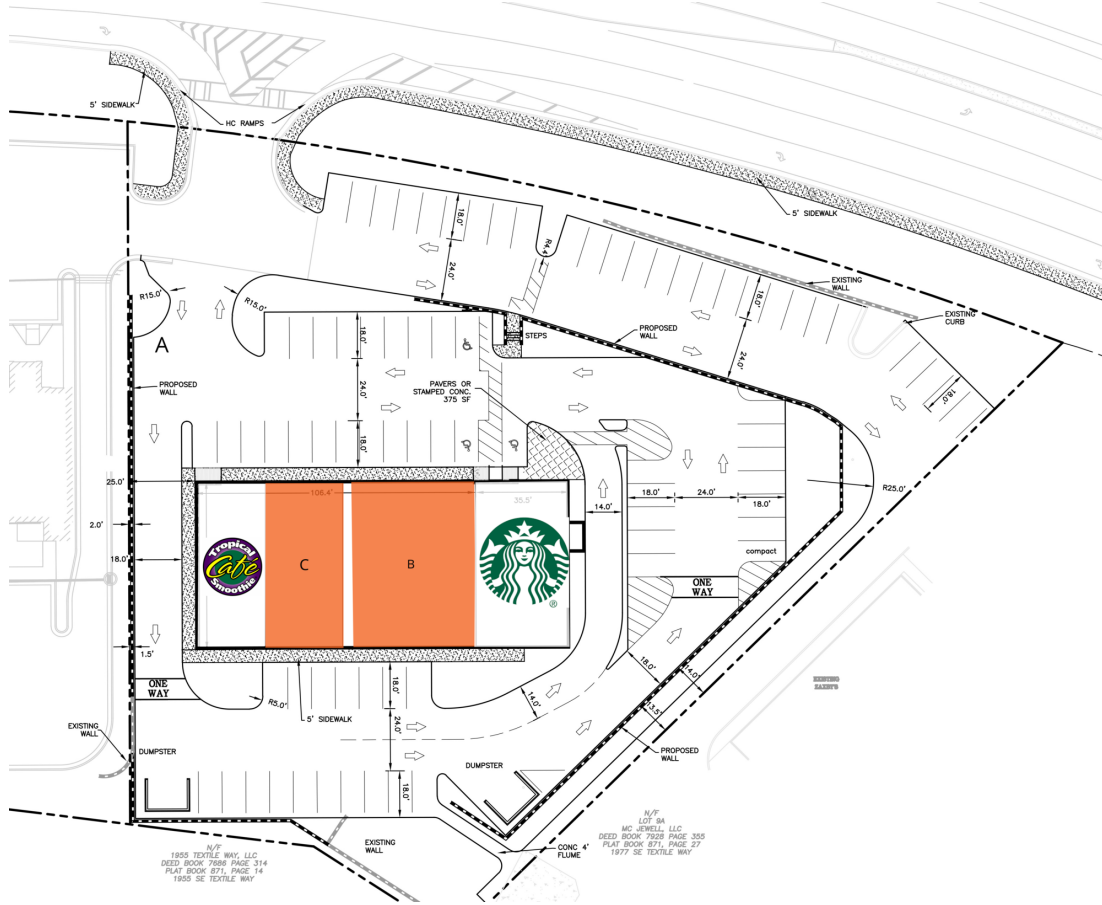 5' SIDEWALK
HC RAMPS
5' SIDEWALK
18.0'
24.0'
R4.4'
EXISTING
WALL
18.0'
EXISTING
CURB
R15.0'
R15.0'
PROPOSED
WALL
STEPS
A
18.0'
24.0'
18.0'
24.0'
PROPOSED
WALL
PAVERS OR
STAMPED CONC.
375 SF
18.0'
25.0'
108.4'
35.5'
14.0'
18.0'
24.0'
18.0'
R25.0'
2.0'
compact
18.0'
Tropical
Café
Smoothie
C
B
®
ONE
WAY
1.5'
ONE
WAY
R5.0'
5' SIDEWALK
18.0'
24.0'
18.0'
14.0'
18.0'
14.0'
13.5'
EXISTING
ZAXBY'S
EXISTING
WALL
DUMPSTER
DUMPSTER
PROPOSED
WALL
EXISTING
WALL
CONC 4'
FLUME
N/F
1955 TEXTILE WAY, LLC
DEED BOOK 7686 PAGE 314
PLAT BOOK 871, PAGE 14
1955 SE TEXTILE WAY
N/F
LOT 9A
MC JEWELL, LLC
DEED BOOK 7928 PAGE 355
PLAT BOOK 871, PAGE 27
1977 SE TEXTILE WAY